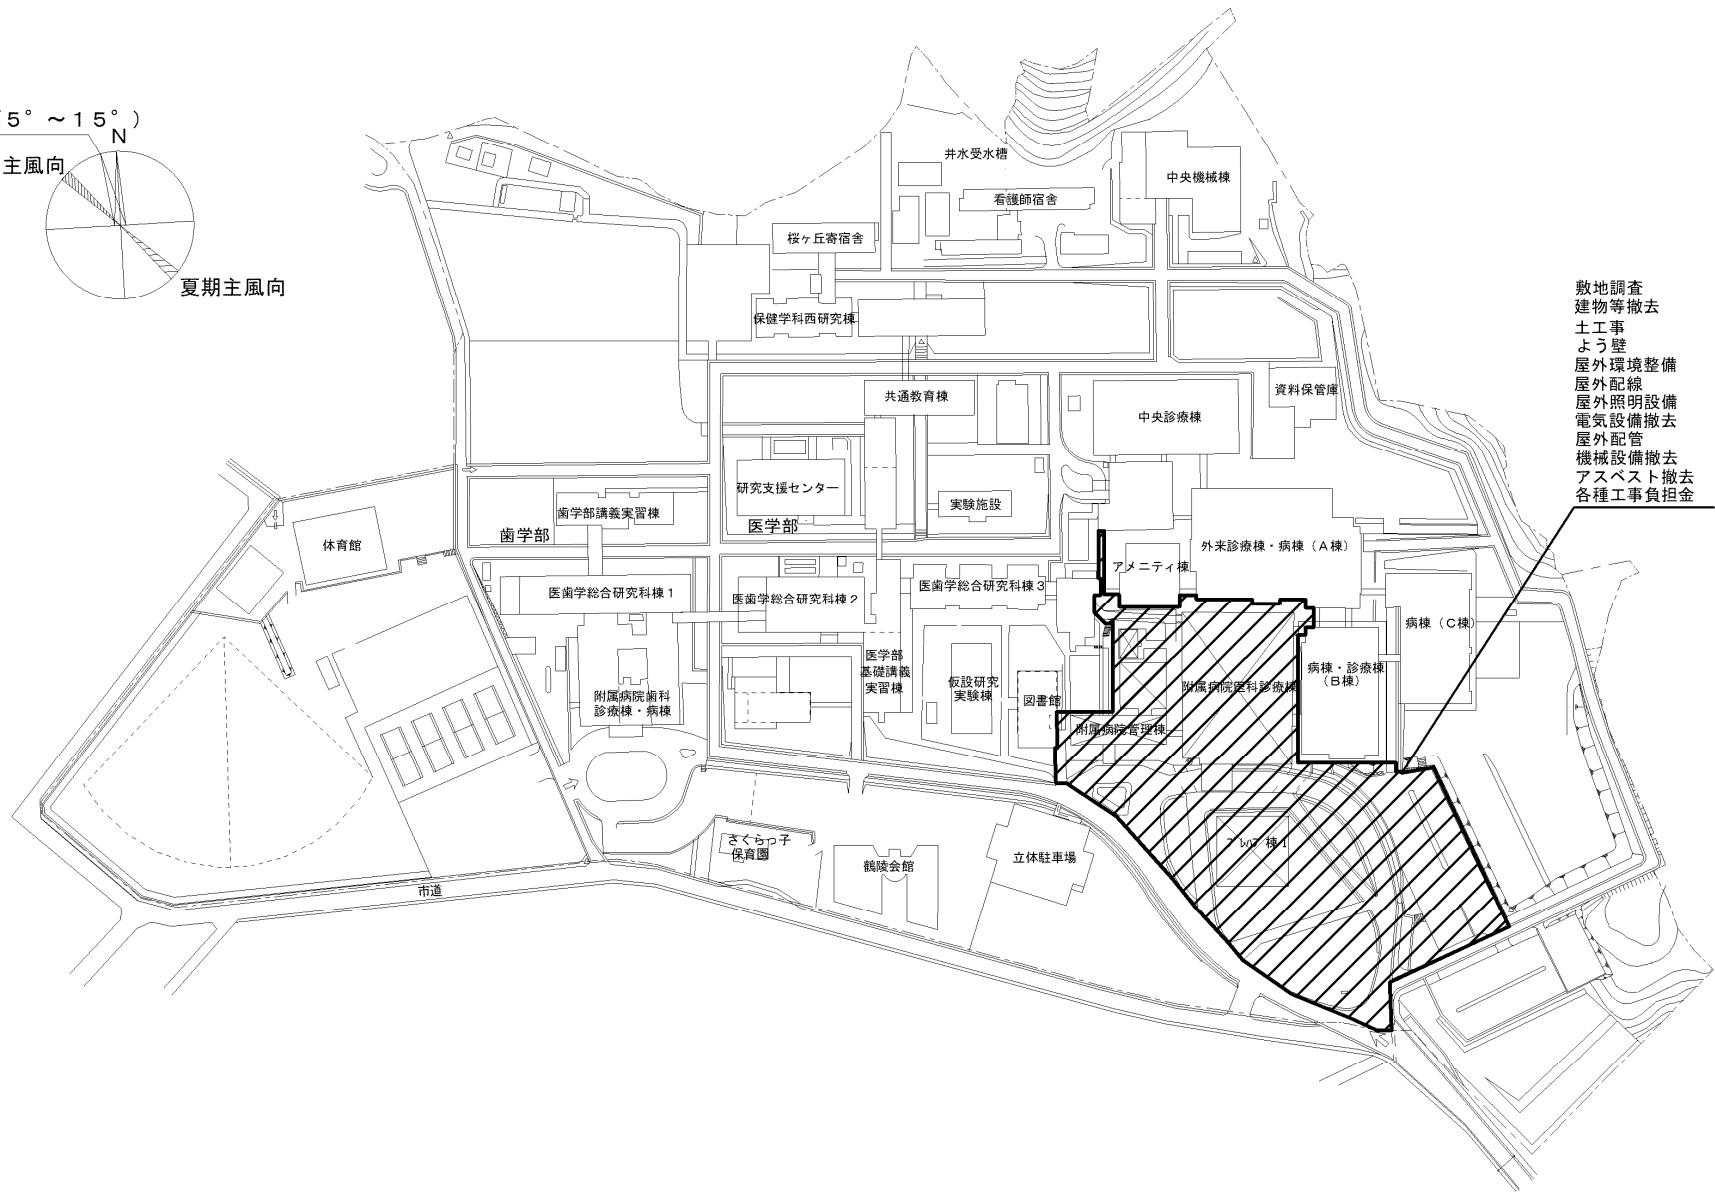 ５°～１５°）
N
主風向
夏期主風向
井水受水槽
中央機械棟
看護師宿舎
桜ヶ丘寄宿舎
保健学科西研究棟
敷地調査
建物等撤去
土工事
よう壁
屋外環境整備
屋外配線
屋外照明設備
電気設備撤去
屋外配管
機械設備撤去
アスベスト撤去
各種工事負担金
共通教育棟
中央診療棟
資料保管庫
研究支援センター
実験施設
歯学部講義実習棟
歯学部
医学部
体育館
外来診療棟・病棟（Ａ棟）
アメニティ棟
医歯学総合研究科棟１
医歯学総合研究科棟２
医歯学総合研究科棟３
病棟（Ｃ棟）
医学部
基礎講義
実習棟
仮設研究
実験棟
図書館
附属病院歯科
診療棟・病棟
附属病院医科診療棟
病棟・診療棟
（Ｂ棟）
附属病院管理棟
さくらっ子
保育園
鶴陵会館
立体駐車場
ﾌﾟﾚﾊﾌﾞ棟1
市道